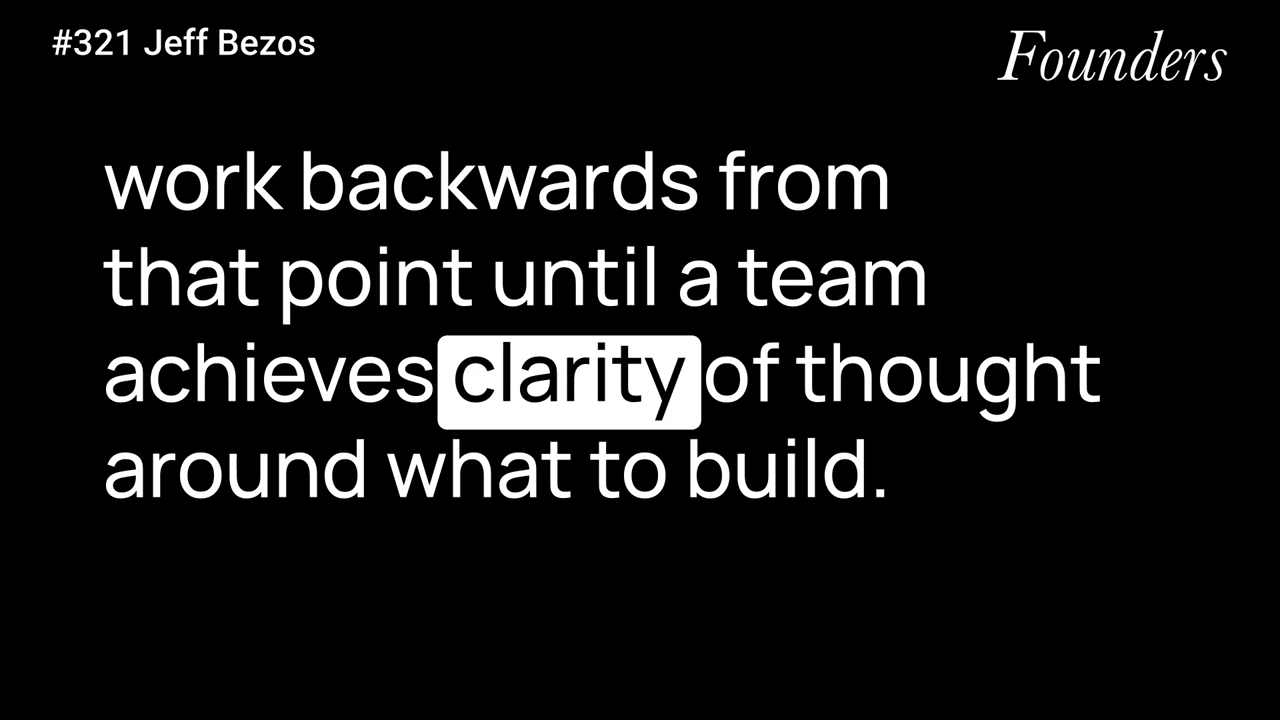 #321 Jeff Bezos
Founders
work backwards from
that point until a team
achieves clarity of thought
around what to build.